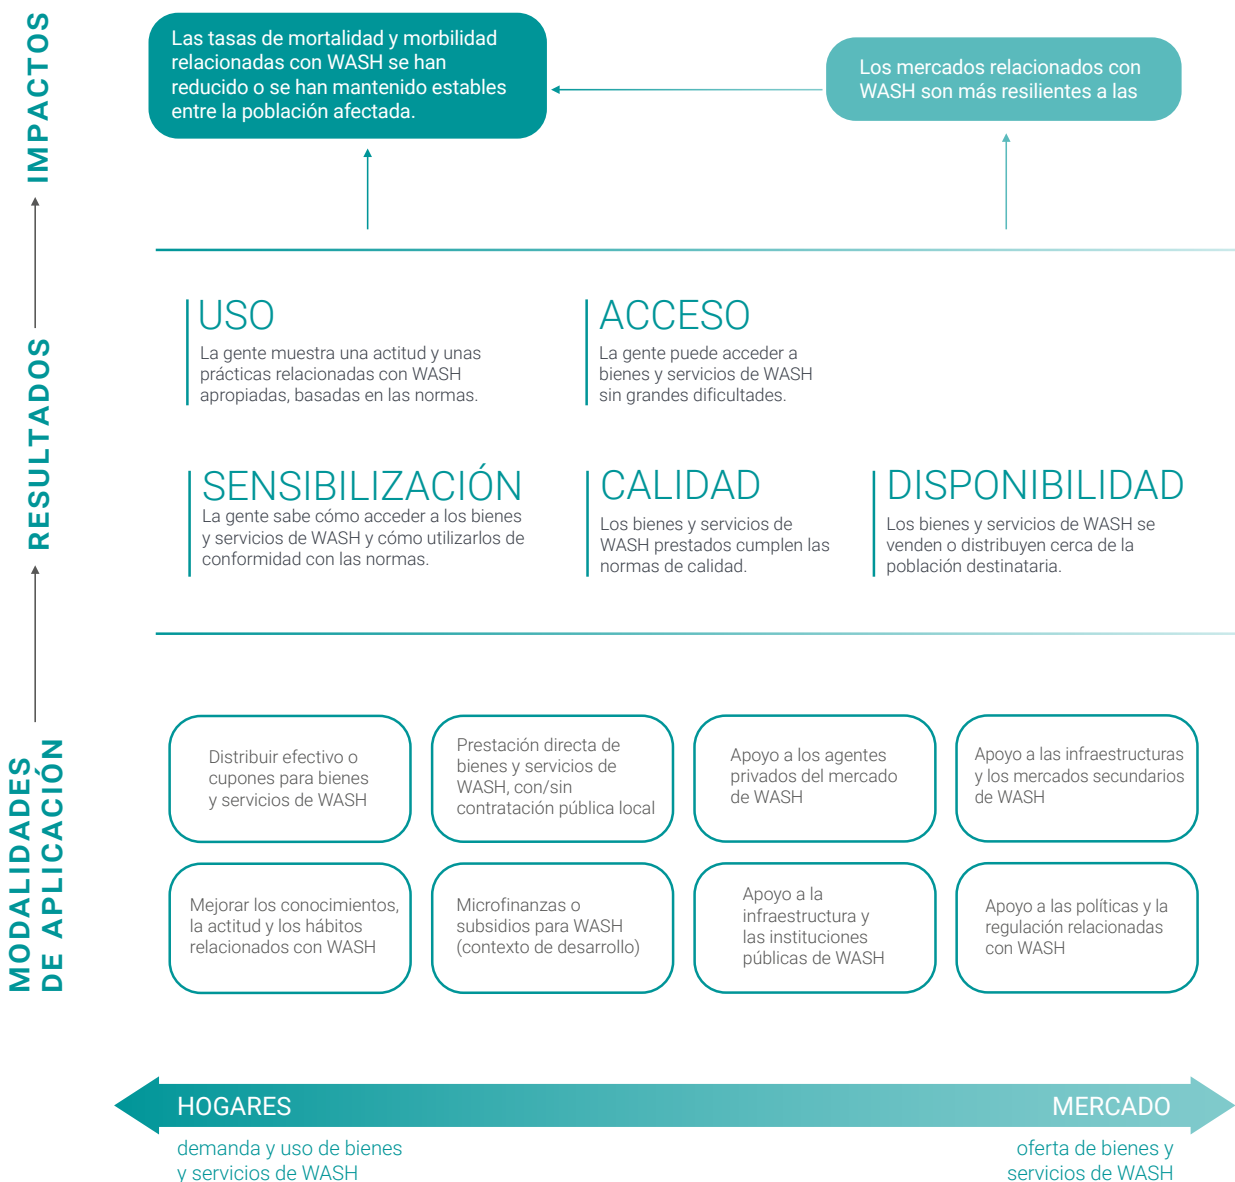 IMPACTOS
Las tasas de mortalidad y morbilidad
relacionadas con WASH se han
reducido o se han mantenido estables
entre la población afectada.
Los mercados relacionados con
WASH son más resilientes a las
RESULTADOS
USO
La gente muestra una actitud y unas
prácticas relacionadas con WASH
apropiadas, basadas en las normas.
ACCESO
La gente puede acceder a
bienes y servicios de WASH
sin grandes dificultades.
SENSIBILIZACIÓN
La gente sabe cómo acceder a los bienes
y servicios de WASH y cómo utilizarlos de
conformidad con las normas.
CALIDAD
Los bienes y servicios de
WASH prestados cumplen las
normas de calidad.
DISPONIBILIDAD
Los bienes y servicios de WASH se
venden o distribuyen cerca de la
población destinataria.
MODALIDADES
DE APLICACIÓN
Distribuir efectivo o
cupones para bienes
y servicios de WASH
Prestación directa de
bienes y servicios de
WASH, con/sin
contratación pública local
Apoyo a los agentes
privados del mercado
de WASH
Apoyo a las infraestructuras
y los mercados secundarios
de WASH
Mejorar los conocimientos,
la actitud y los hábitos
relacionados con WASH
Microfinanzas o
subsidios para WASH
(contexto de desarrollo)
Apoyo a la
infraestructura y
las instituciones
públicas de WASH
Apoyo a las políticas y la
regulación relacionadas
con WASH
HOGARES
MERCADO
demanda y uso de bienes
y servicios de WASH
oferta de bienes y
servicios de WASH